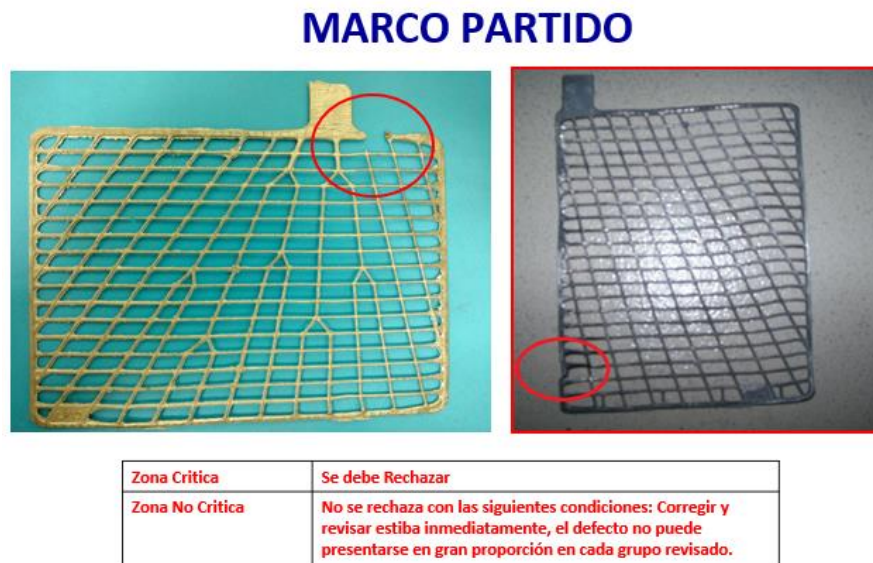 MARCO PARTIDO
Zona Critica
Se debe Rechazar
Zona No Critica
No se rechaza con las siguientes condiciones: Corregir y
revisar estiba inmediatamente, el defecto no puede
presentarse en gran proporción en cada grupo revisado.